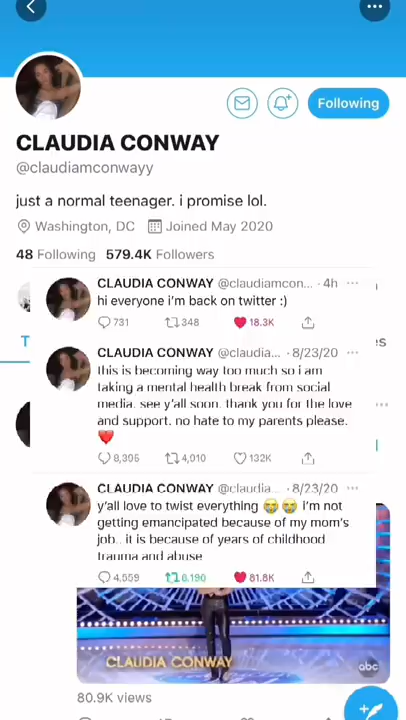 Following
CLAUDIA CONWAY
@claudiamconwayy
just a normal teenager. i promise lol.
Washington, DC Joined May 2020
48 Following 579.4K Followers
CLAUDIA CONWAY @claudiamcon... · 4h
hi everyone i'm back on twitter :)
731 348 18.3K
CLAUDIA CONWAY @claudia... · 8/23/20
this is becoming way too much so i am
taking a mental health break from social
media. see y'all soon. thank you for the love
and support. no hate to my parents please.
❤️
8,395 4,010 132K
CLAUDIA CONWAY @claudia... · 8/23/20
y'all love to twist everything 😭 😭 i'm not
getting emancipated because of my mom's
job.. it is because of years of childhood
trauma and abuse
4,559 6,190 81.8K
CLAUDIA CONWAY
abc
80.9K views